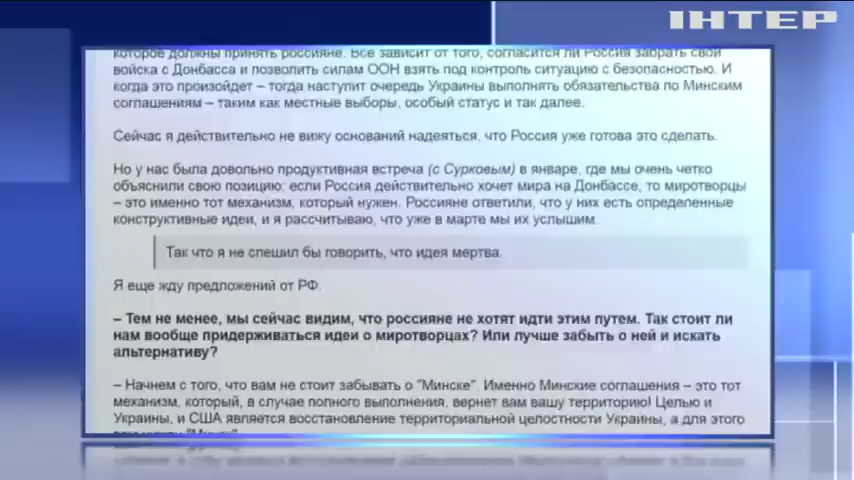 ІНТЕР
которое должны принять россияне. Все зависит от того, согласится ли Россия забрать свои
войска с Донбасса и позволить силам ООН взять под контроль ситуацию с безопасностью. И
когда это произойдет – тогда наступит очередь Украины выполнять обязательства по Минским
соглашениям – таким как местные выборы, особый статус и так далее.
Сейчас я действительно не вижу оснований надеяться, что Россия уже готова это сделать.
Но у нас была довольно продуктивная встреча (с Сурковым) в январе, где мы очень четко
объяснили свою позицию: если Россия действительно хочет мира на Донбассе, то миротворцы
– это именно тот механизм, который нужен. Россияне ответили, что у них есть определенные
конструктивные идеи, и я рассчитываю, что уже в марте мы их услышим.
Так что я не спешил бы говорить, что идея мертва.
Я еще жду предложений от РФ.
– Тем не менее, мы сейчас видим, что россияне не хотят идти этим путем. Так стоит ли
нам вообще придерживаться идеи о миротворцах? Или лучше забыть о ней и искать
альтернативу?
– Начнем с того, что вам не стоит забывать о "Минске". Именно Минские соглашения – это тот
механизм, который, в случае полного выполнения, вернет вам вашу территорию! Целью и
Украины, и США является восстановление территориальной целостности Украины, а для этого